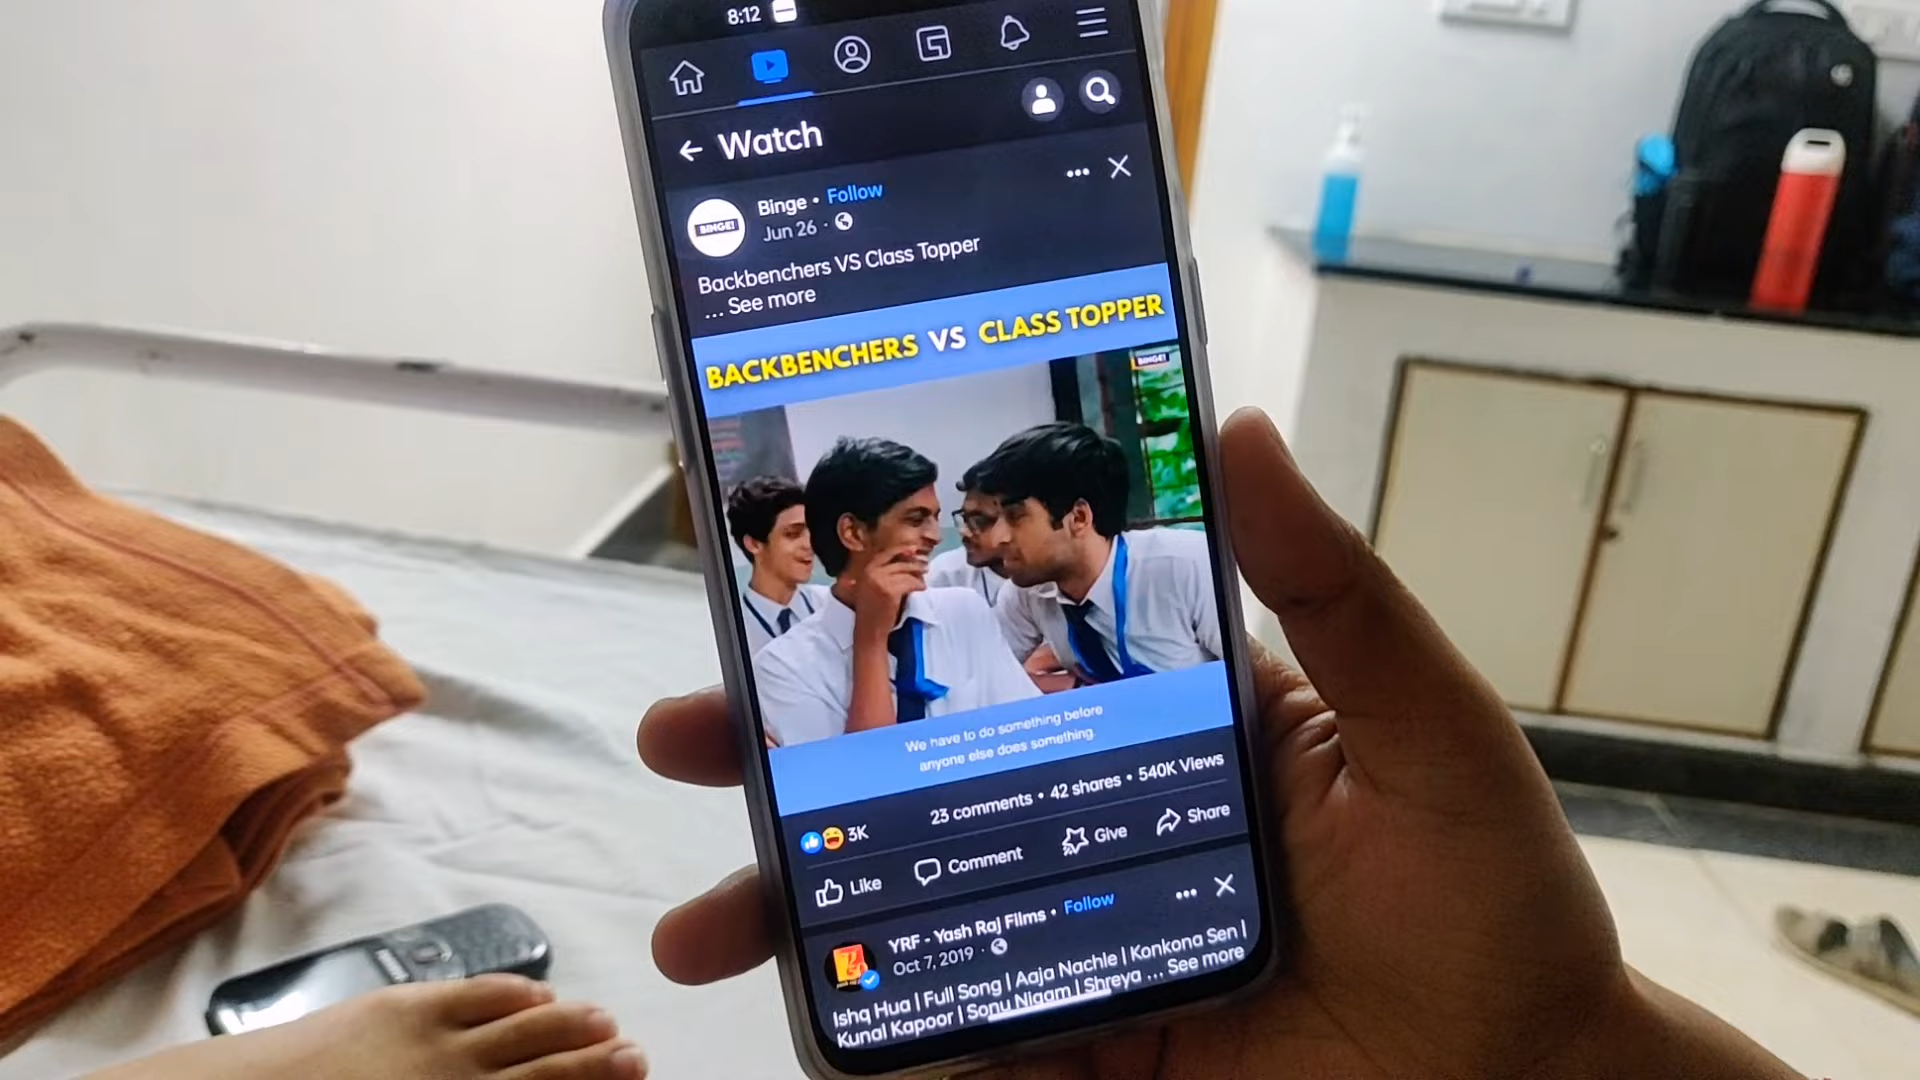 8:12
Watch
BINGE!
Binge • Follow
Jun 26 ·
Backbenchers VS Class Topper
... See more
BACKBENCHERS VS CLASS TOPPER
BINGE!
We have to do something before
anyone else does something.
3K
23 comments • 42 shares • 540K Views
Like
Comment
Give
Share
YRF - Yash Raj Films • Follow
Oct 7, 2019 ·
Ishq Hua | Full Song | Aaja Nachle | Konkona Sen |
Kunal Kapoor | Sonu Nigam | Shreya ... See more